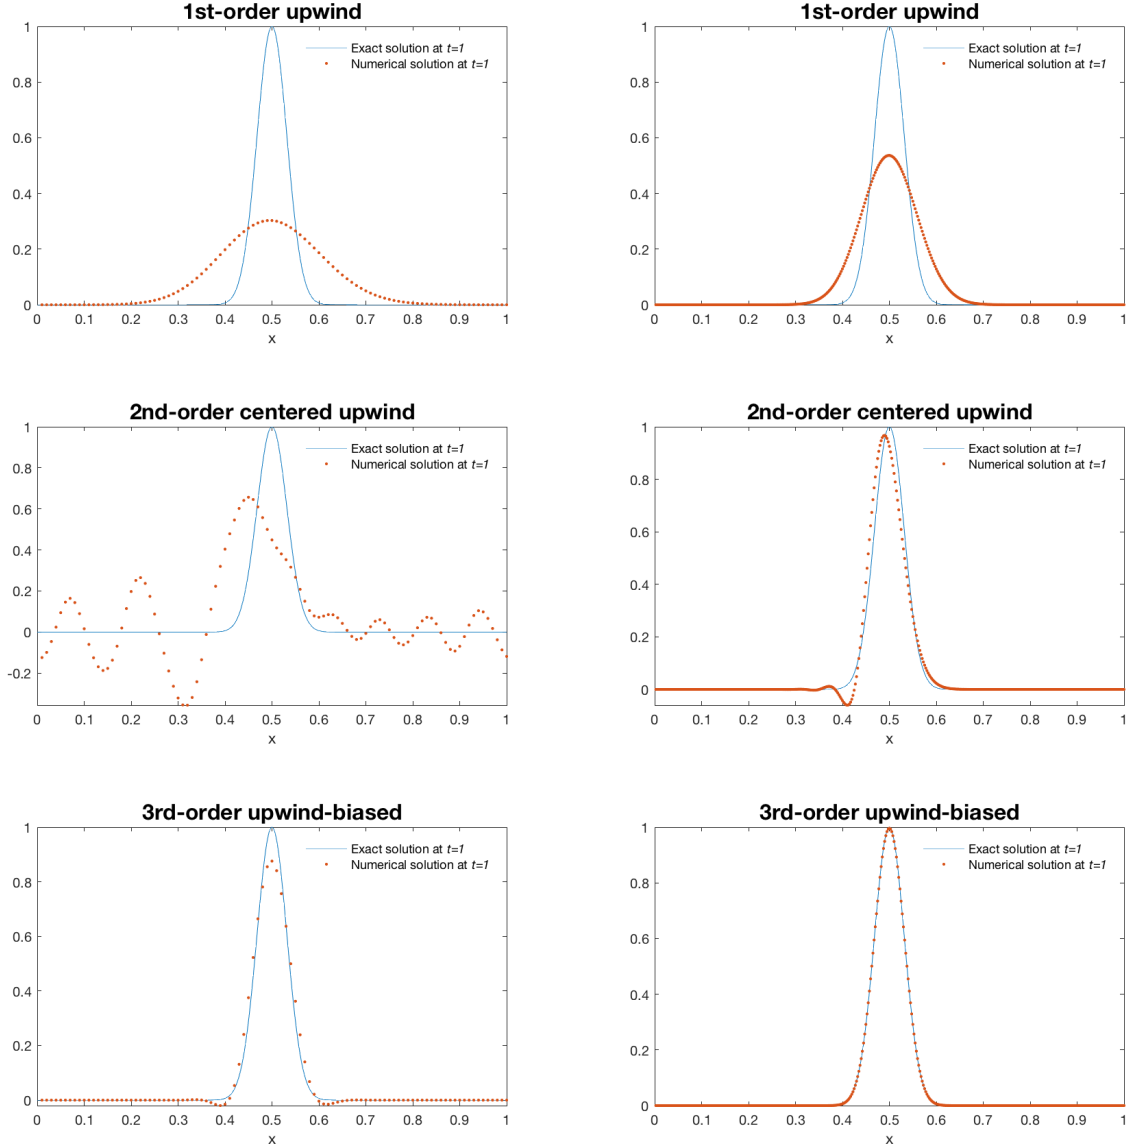 1st-order upwind
Exact solution at t=1
Numerical solution at t=1
1
0.8
0.6
0.4
0.2
0
0 0.1 0.2 0.3 0.4 0.5 0.6 0.7 0.8 0.9 1
x
1st-order upwind
Exact solution at t=1
Numerical solution at t=1
1
0.8
0.6
0.4
0.2
0
0 0.1 0.2 0.3 0.4 0.5 0.6 0.7 0.8 0.9 1
x
2nd-order centered upwind
Exact solution at t=1
Numerical solution at t=1
1
0.8
0.6
0.4
0.2
0
-0.2
0 0.1 0.2 0.3 0.4 0.5 0.6 0.7 0.8 0.9 1
x
2nd-order centered upwind
Exact solution at t=1
Numerical solution at t=1
1
0.8
0.6
0.4
0.2
0
0 0.1 0.2 0.3 0.4 0.5 0.6 0.7 0.8 0.9 1
x
3rd-order upwind-biased
Exact solution at t=1
Numerical solution at t=1
1
0.8
0.6
0.4
0.2
0
0 0.1 0.2 0.3 0.4 0.5 0.6 0.7 0.8 0.9 1
x
3rd-order upwind-biased
Exact solution at t=1
Numerical solution at t=1
1
0.8
0.6
0.4
0.2
0
0 0.1 0.2 0.3 0.4 0.5 0.6 0.7 0.8 0.9 1
x